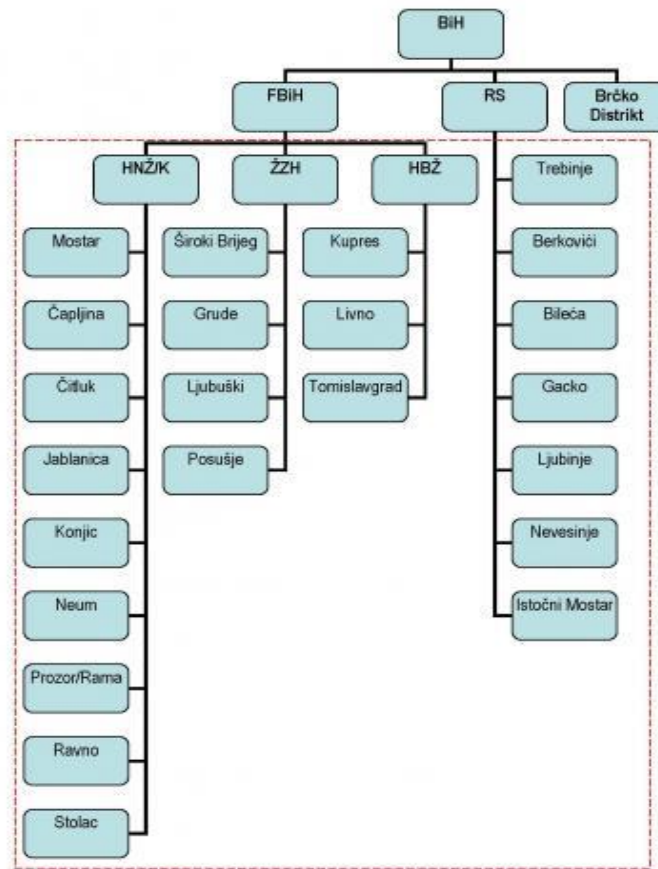 BiH
FBiH
RS
Brčko
Distrikt
HNŽ/K
ŽZH
HBŽ
Trebinje
Mostar
Široki Brijeg
Kupres
Berkovići
Čapljina
Grude
Livno
Bileća
Čitluk
Ljubuški
Tomislavgrad
Gacko
Jablanica
Posušje
Ljubinje
Konjic
Nevesinje
Neum
Istočni Mostar
Prozor/Rama
Ravno
Stolac